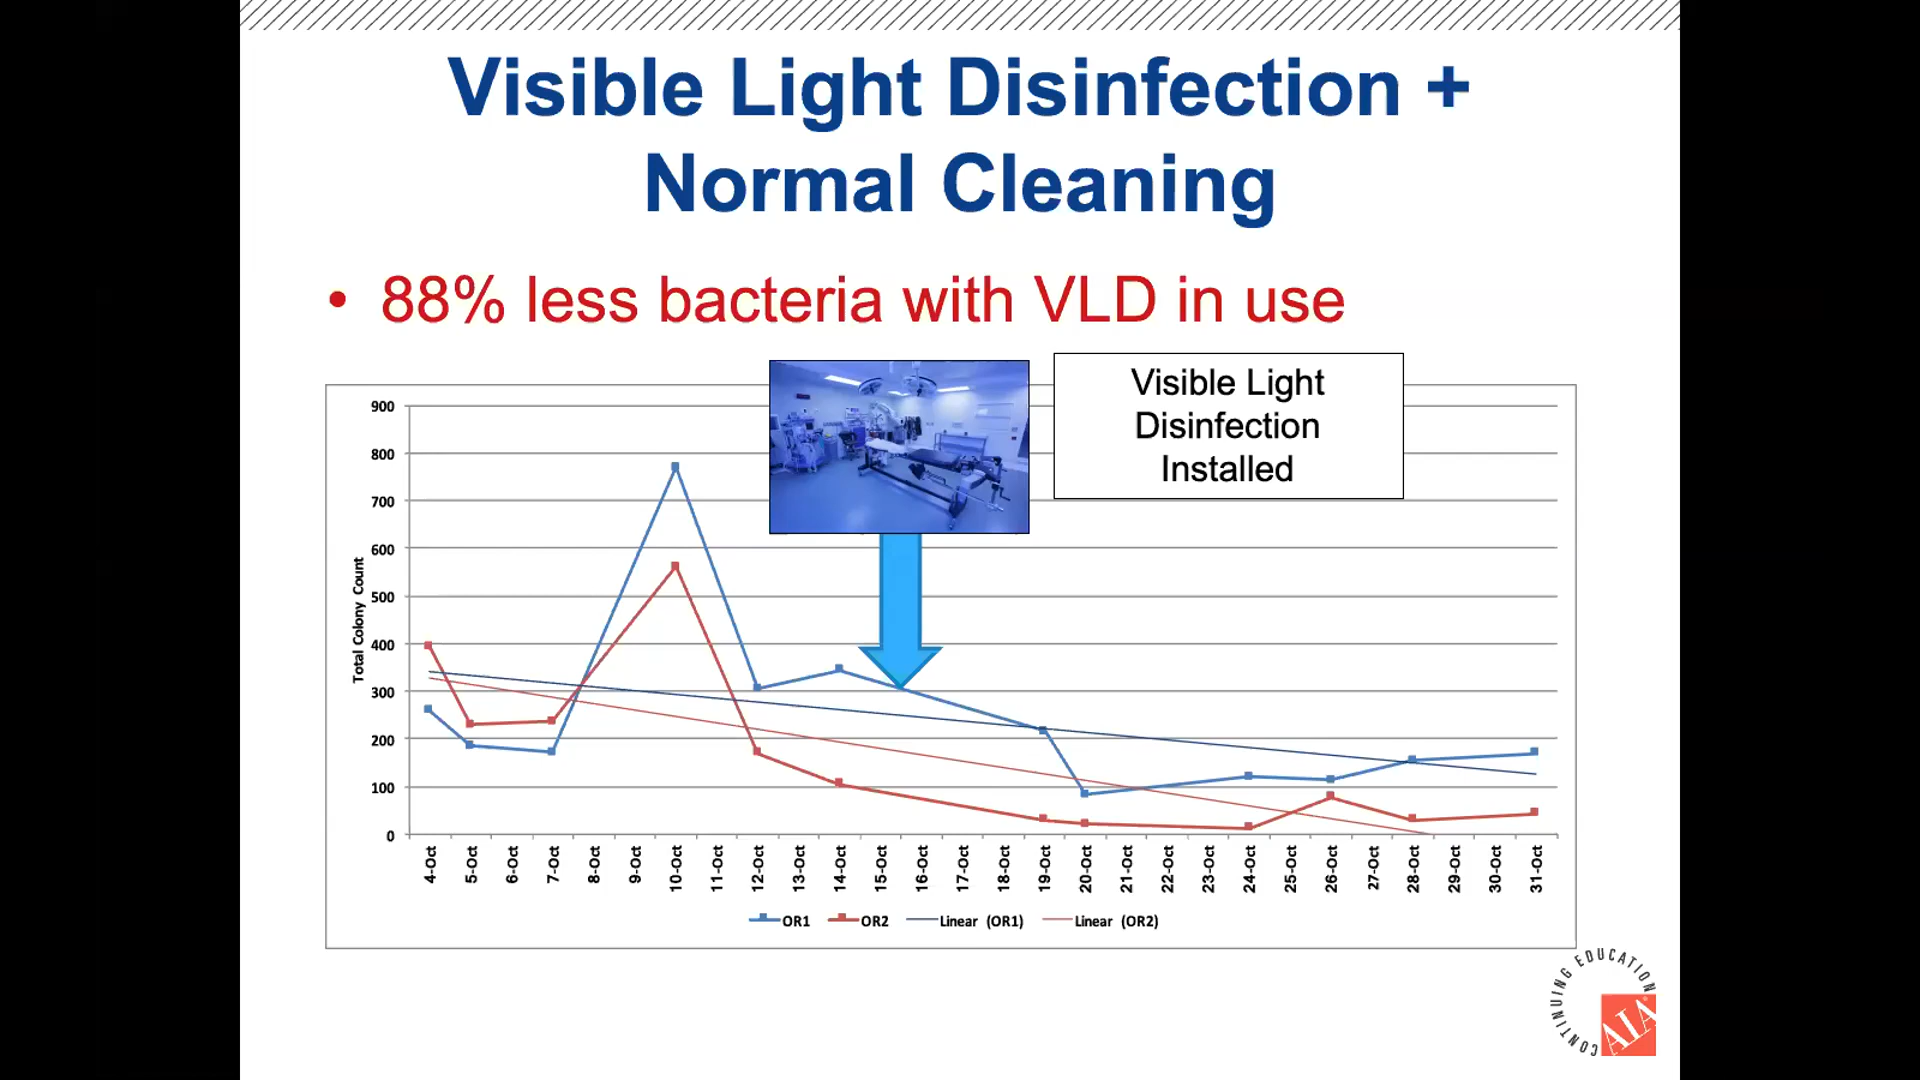 Visible Light Disinfection +
Normal Cleaning
• 88% less bacteria with VLD in use
Visible Light
Disinfection
Installed
900
800
700
600
500
400
300
200
100
0
Total Colony Count
4-Oct
5-Oct
6-Oct
7-Oct
8-Oct
9-Oct
10-Oct
11-Oct
12-Oct
13-Oct
14-Oct
15-Oct
16-Oct
17-Oct
18-Oct
19-Oct
20-Oct
21-Oct
22-Oct
23-Oct
24-Oct
25-Oct
26-Oct
27-Oct
28-Oct
29-Oct
30-Oct
31-Oct
OR1 OR2 Linear (OR1) Linear (OR2)
CONTINUING EDUCATION
AIA